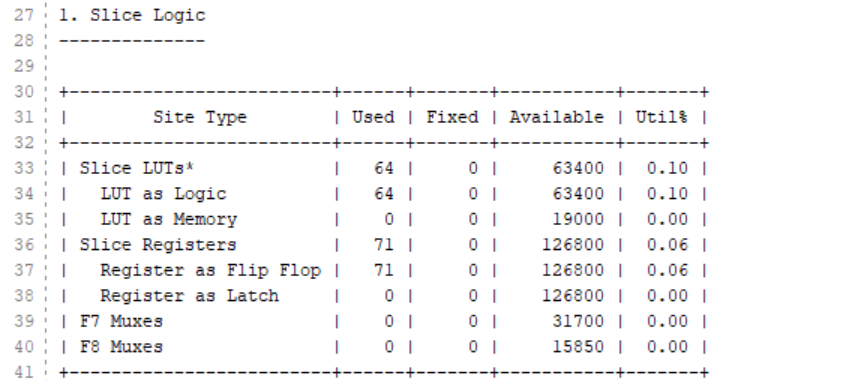 27 1. Slice Logic
28 --------------
29
30 +-------------------------+------+-------+-----------+-------+
31 |        Site Type        | Used | Fixed | Available | Util% |
32 +-------------------------+------+-------+-----------+-------+
33 | Slice LUTs*             |   64 |     0 |     63400 |  0.10 |
34 |   LUT as Logic          |   64 |     0 |     63400 |  0.10 |
35 |   LUT as Memory         |    0 |     0 |     19000 |  0.00 |
36 | Slice Registers         |   71 |     0 |    126800 |  0.06 |
37 |   Register as Flip Flop |   71 |     0 |    126800 |  0.06 |
38 |   Register as Latch     |    0 |     0 |    126800 |  0.00 |
39 | F7 Muxes                |    0 |     0 |     31700 |  0.00 |
40 | F8 Muxes                |    0 |     0 |     15850 |  0.00 |
41 +-------------------------+------+-------+-----------+-------+